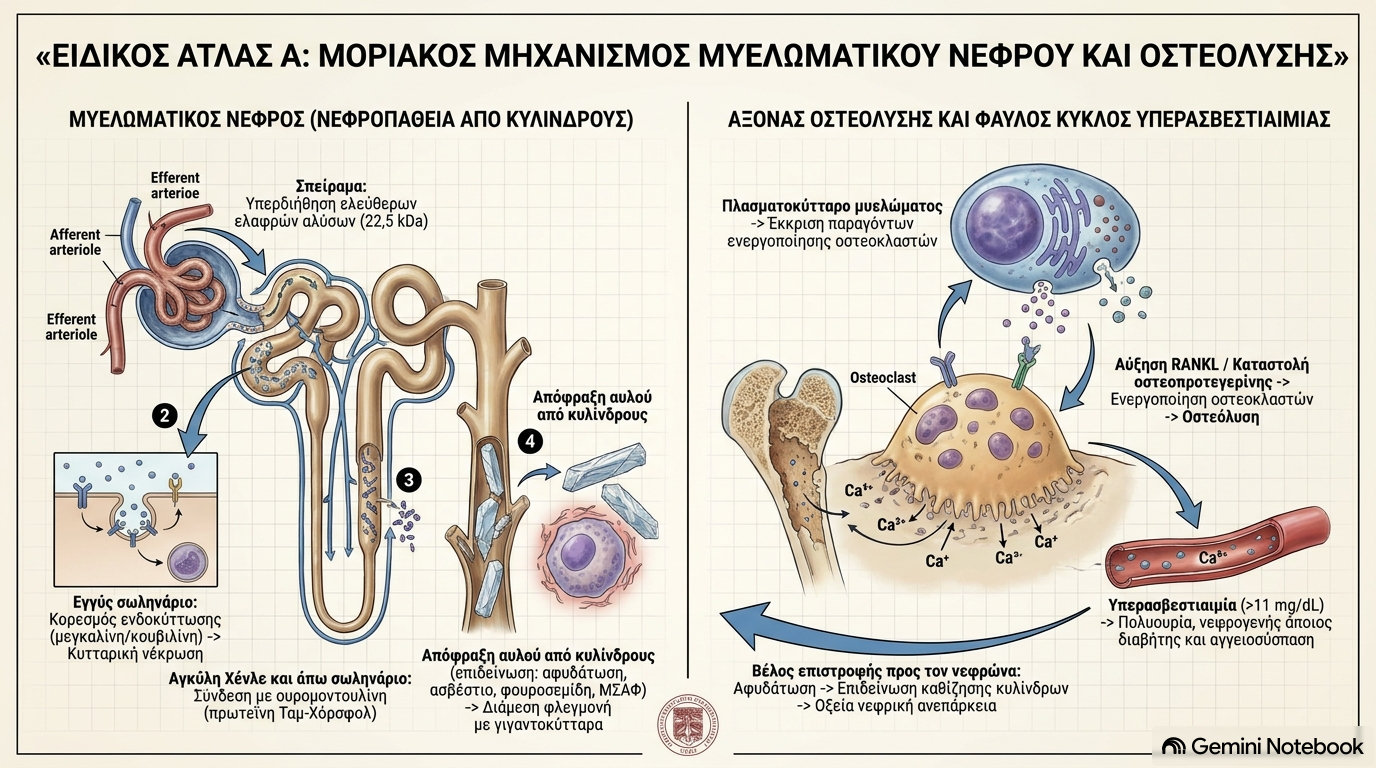 «ΕΙΔΙΚΟΣ ΑΤΛΑΣ Α: ΜΟΡΙΑΚΟΣ ΜΗΧΑΝΙΣΜΟΣ ΜΥΕΛΩΜΑΤΙΚΟΥ ΝΕΦΡΟΥ ΚΑΙ ΟΣΤΕΟΛΥΣΗΣ»
ΜΥΕΛΩΜΑΤΙΚΟΣ ΝΕΦΡΟΣ (ΝΕΦΡΟΠΑΘΕΙΑ ΑΠΟ ΚΥΛΙΝΔΡΟΥΣ)
Efferent
arterioe
Afferent
arteriole
Efferent
arteriole
Σπείραμα:
Υπερδιήθηση ελεύθερων
ελαφρών αλύσων (22,5 kDa)
2
3
4
Απόφραξη αυλού
από κυλίνδρους
Εγγύς σωληνάριο:
Κορεσμός ενδοκύττωσης
(μεγκαλίνη/κουβιλίνη) ->
Κυτταρική νέκρωση
Αγκύλη Χένλε και άπω σωληνάριο:
Σύνδεση με ουρομοντουλίνη
(πρωτεΐνη Ταμ-Χόρσφολ)
Απόφραξη αυλού από κυλίνδρους
(επιδείνωση: αφυδάτωση,
ασβέστιο, φουροσεμίδη, ΜΣΑΦ)
-> Διάμεση φλεγμονή
με γιγαντοκύτταρα
ΑΞΟΝΑΣ ΟΣΤΕΟΛΥΣΗΣ ΚΑΙ ΦΑΥΛΟΣ ΚΥΚΛΟΣ ΥΠΕΡΑΣΒΕΣΤΙΑΙΜΙΑΣ
Πλασματοκύτταρο μυελώματος
-> Έκκριση παραγόντων
ενεργοποίησης οστεοκλαστών
Osteoclast
Αύξηση RANKL / Καταστολή
οστεοπροτεγερίνης ->
Ενεργοποίηση οστεοκλαστών
-> Οστεόλυση
Ca²⁺
Ca⁺
Ca⁺
Υπερασβεστιαιμία (>11 mg/dL)
-> Πολυουρία, νεφρογενής άποιος
διαβήτης και αγγειοσύσπαση
Βέλος επιστροφής προς τον νεφρώνα:
Αφυδάτωση -> Επιδείνωση καθίζησης κυλίνδρων
-> Οξεία νεφρική ανεπάρκεια
Gemini Notebook